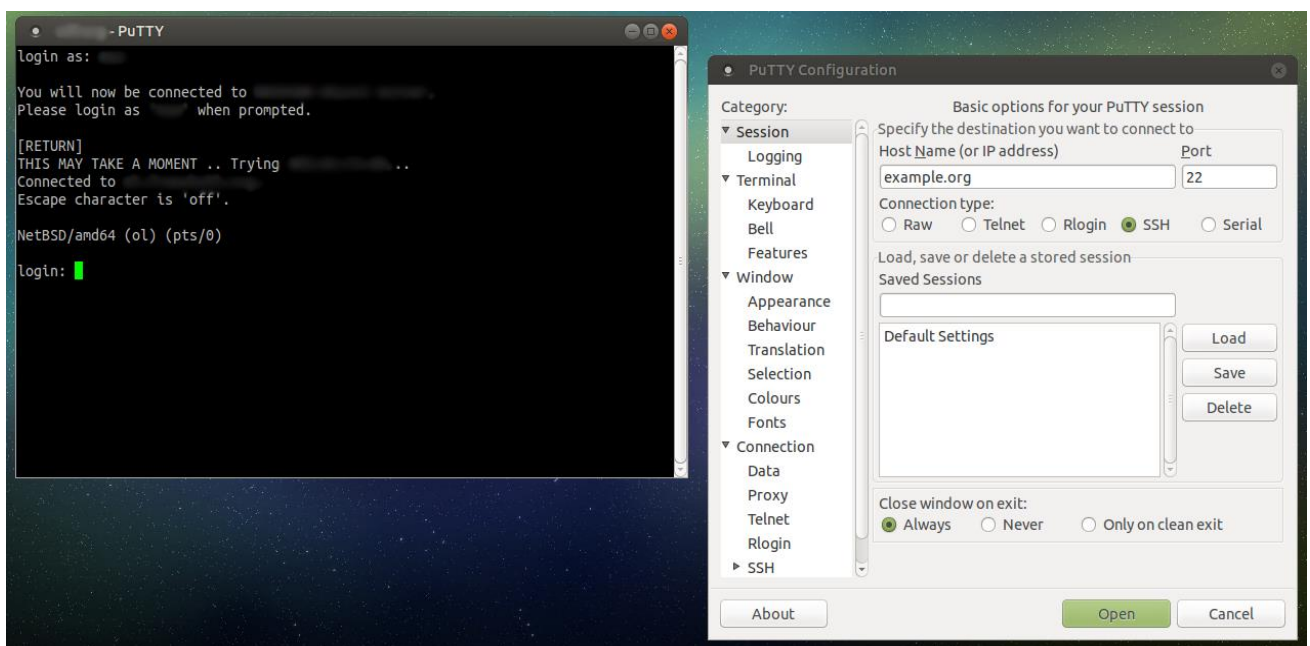 - PuTTY
login as:
You will now be connected to
Please login as ' ' when prompted.
[RETURN]
THIS MAY TAKE A MOMENT .. Trying ...
Connected to
Escape character is 'off'.
NetBSD/amd64 (ol) (pts/0)
login:
PuTTY Configuration
Category:
Session
Logging
Terminal
Keyboard
Bell
Features
Window
Appearance
Behaviour
Translation
Selection
Colours
Fonts
Connection
Data
Proxy
Telnet
Rlogin
SSH
Basic options for your PuTTY session
Specify the destination you want to connect to
Host Name (or IP address) Port
example.org 22
Connection type:
Raw Telnet Rlogin SSH Serial
Load, save or delete a stored session
Saved Sessions
Default Settings
Load
Save
Delete
Close window on exit:
Always Never Only on clean exit
About Open Cancel